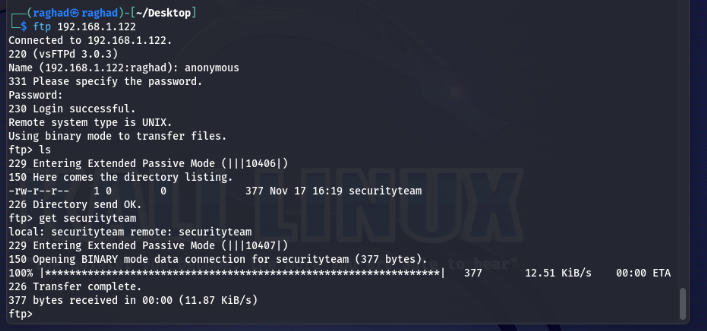 ┌──(raghad㉿raghad)-[~/Desktop]
└─$ ftp 192.168.1.122
Connected to 192.168.1.122.
220 (vsFTPd 3.0.3)
Name (192.168.1.122:raghad): anonymous
331 Please specify the password.
Password:
230 Login successful.
Remote system type is UNIX.
Using binary mode to transfer files.
ftp> ls
229 Entering Extended Passive Mode (|||10406|)
150 Here comes the directory listing.
-rw-r--r--    1 0        0             377 Nov 17 16:19 securityteam
226 Directory send OK.
ftp> get securityteam
local: securityteam remote: securityteam
229 Entering Extended Passive Mode (|||10407|)
150 Opening BINARY mode data connection for securityteam (377 bytes).
100% |*******************************************************************|   377       12.51 KiB/s    00:00 ETA
226 Transfer complete.
377 bytes received in 00:00 (11.87 KiB/s)
ftp>
KALI LINUX
to hear"